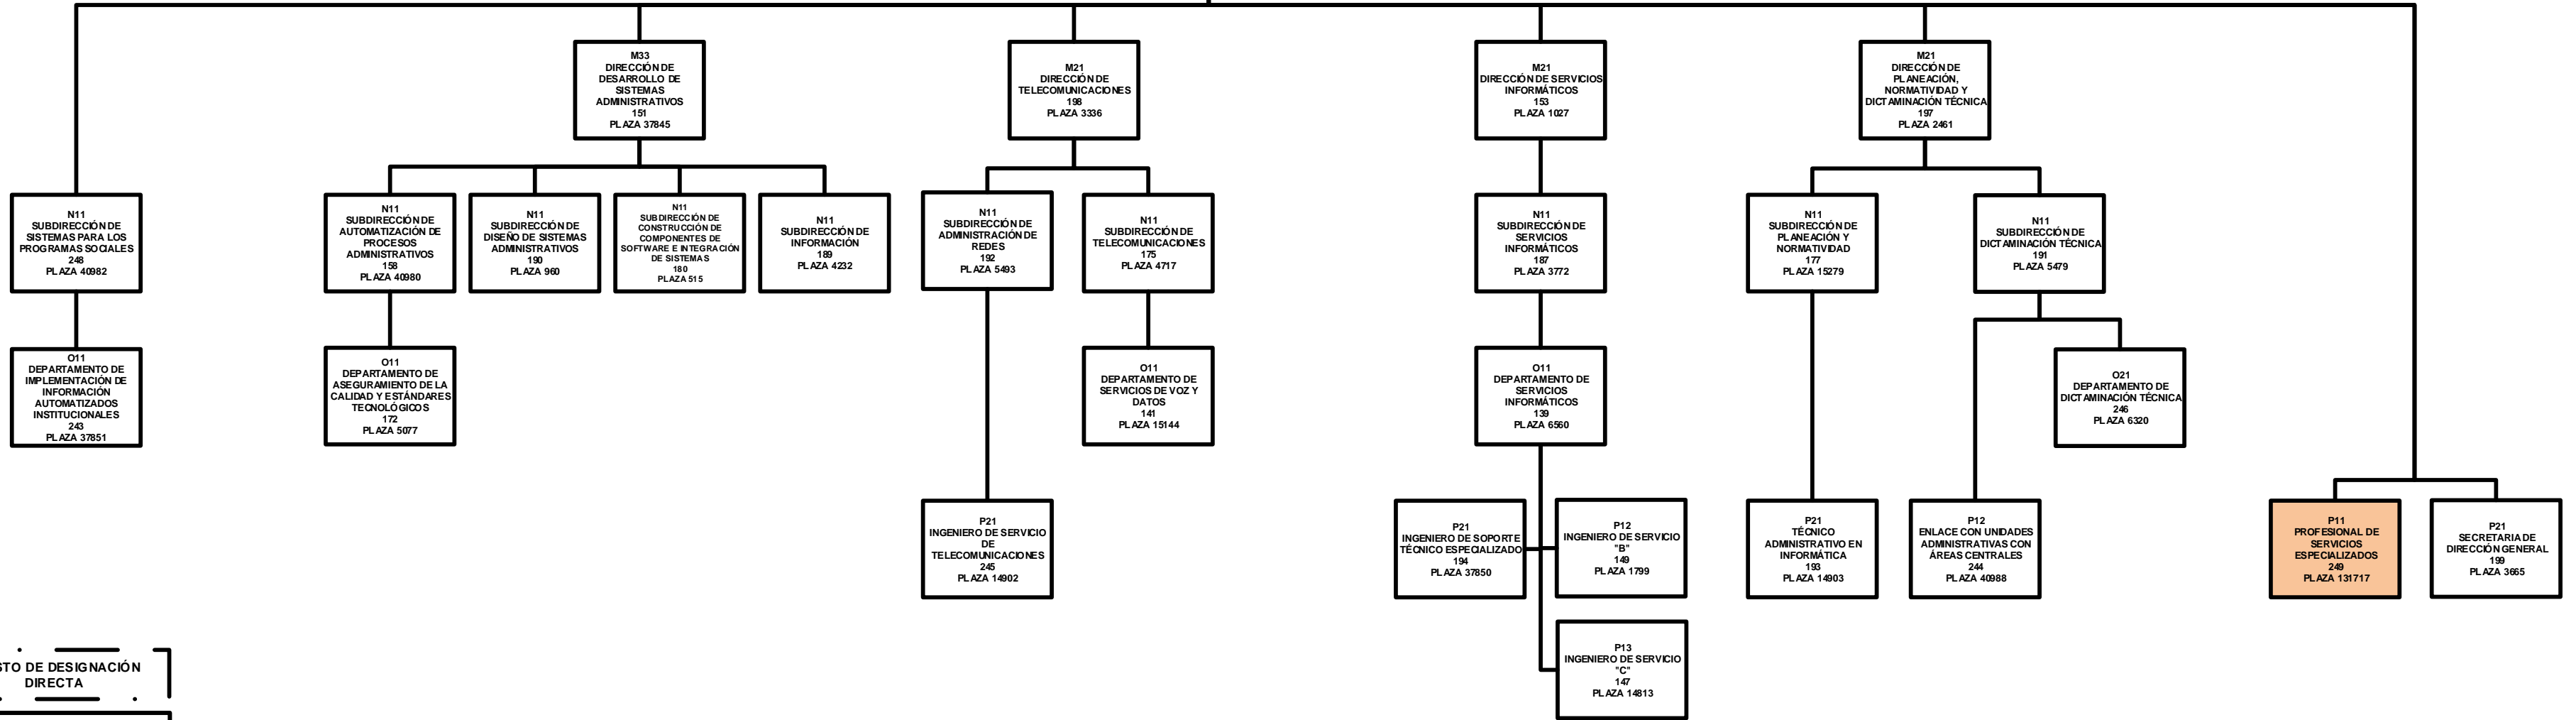 M33
DIRECCIÓN DE
DESARROLLO DE
SISTEMAS
ADMINISTRATIVOS
151
PLAZA 37845
M21
DIRECCIÓN DE
TELECOMUNICACIONES
198
PLAZA 3336
M21
DIRECCIÓN DE SERVICIOS
INFORMÁTICOS
153
PLAZA 1027
M21
DIRECCIÓN DE
PLANEACIÓN,
NORMATIVIDAD Y
DICTAMINACIÓN TÉCNICA
197
PLAZA 2461
N11
SUBDIRECCIÓN DE
SISTEMAS PARA LOS
PROGRAMAS SOCIALES
248
PLAZA 40982
N11
SUBDIRECCIÓN DE
AUTOMATIZACIÓN DE
PROCESOS
ADMINISTRATIVOS
158
PLAZA 40980
N11
SUBDIRECCIÓN DE
DISEÑO DE SISTEMAS
ADMINISTRATIVOS
190
PLAZA 960
N11
SUBDIRECCIÓN DE
CONSTRUCCIÓN DE
COMPONENTES DE
SOFTWARE E INTEGRACIÓN
DE SISTEMAS
180
PLAZA 515
N11
SUBDIRECCIÓN DE
INFORMACIÓN
189
PLAZA 4232
N11
SUBDIRECCIÓN DE
ADMINISTRACIÓN DE
REDES
192
PLAZA 5493
N11
SUBDIRECCIÓN DE
TELECOMUNICACIONES
175
PLAZA 4717
N11
SUBDIRECCIÓN DE
SERVICIOS
INFORMÁTICOS
187
PLAZA 3772
N11
SUBDIRECCIÓN DE
PLANEACIÓN Y
NORMATIVIDAD
177
PLAZA 15279
N11
SUBDIRECCIÓN DE
DICTAMINACIÓN TÉCNICA
191
PLAZA 5479
O11
DEPARTAMENTO DE
IMPLEMENTACIÓN DE
INFORMACIÓN
AUTOMATIZADOS
INSTITUCIONALES
243
PLAZA 37851
O11
DEPARTAMENTO DE
ASEGURAMIENTO DE LA
CALIDAD Y ESTÁNDARES
TECNOLÓGICOS
172
PLAZA 5077
O11
DEPARTAMENTO DE
SERVICIOS DE VOZ Y
DATOS
141
PLAZA 15144
O11
DEPARTAMENTO DE
SERVICIOS
INFORMÁTICOS
139
PLAZA 6560
O21
DEPARTAMENTO DE
DICTAMINACIÓN TÉCNICA
246
PLAZA 6320
P21
INGENIERO DE SERVICIO
DE
TELECOMUNICACIONES
245
PLAZA 14902
P21
INGENIERO DE SOPORTE
TÉCNICO ESPECIALIZADO
194
PLAZA 37850
P12
INGENIERO DE SERVICIO
"B"
149
PLAZA 1799
P21
TÉCNICO
ADMINISTRATIVO EN
INFORMÁTICA
193
PLAZA 14903
P12
ENLACE CON UNIDADES
ADMINISTRATIVAS CON
ÁREAS CENTRALES
244
PLAZA 40988
P11
PROFESIONAL DE
SERVICIOS
ESPECIALIZADOS
249
PLAZA 131717
P21
SECRETARIA DE
DIRECCIÓN GENERAL
199
PLAZA 3665
P13
INGENIERO DE SERVICIO
"C"
147
PLAZA 14813
STO DE DESIGNACIÓN
DIRECTA